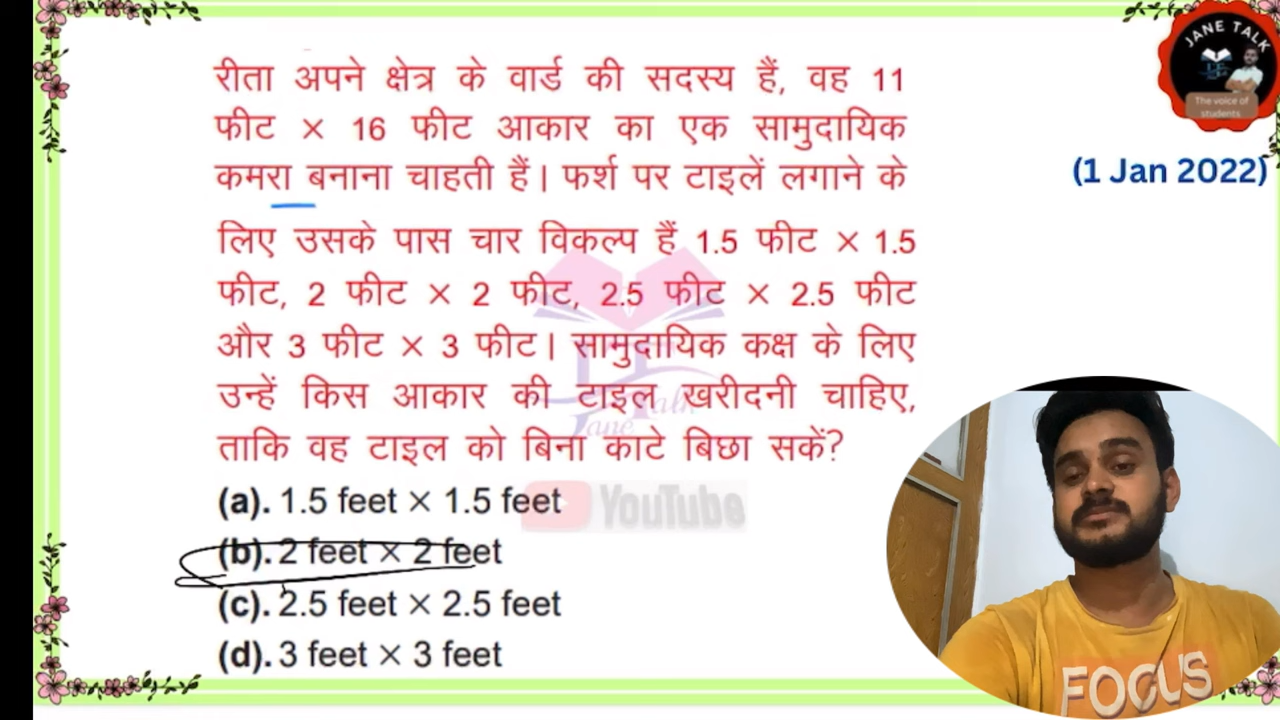 JANE TALK
The voice of
students
रीता अपने क्षेत्र के वार्ड की सदस्य हैं, वह 11
फीट × 16 फीट आकार का एक सामुदायिक
कमरा बनाना चाहती हैं। फर्श पर टाइलें लगाने के
(1 Jan 2022)
लिए उसके पास चार विकल्प हैं 1.5 फीट × 1.5
फीट, 2 फीट × 2 फीट, 2.5 फीट × 2.5 फीट
और 3 फीट × 3 फीट। सामुदायिक कक्ष के लिए
उन्हें किस आकार की टाइल खरीदनी चाहिए,
ताकि वह टाइल को बिना काटे बिछा सकें?
Jane Talk
YouTube
(a). 1.5 feet × 1.5 feet
(b). 2 feet × 2 feet
(c). 2.5 feet × 2.5 feet
(d). 3 feet × 3 feet
FOCUS